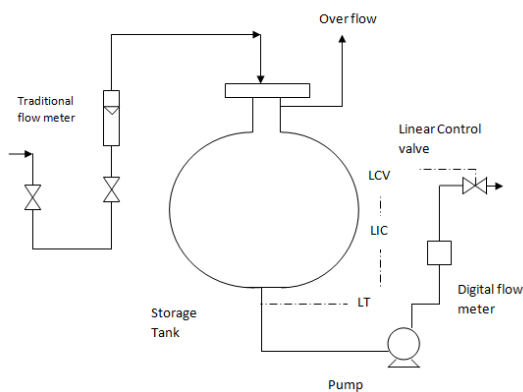 Over flow
Traditional
flow meter
Linear Control
valve
LCV
LIC
LT
Storage
Tank
Digital flow
meter
Pump